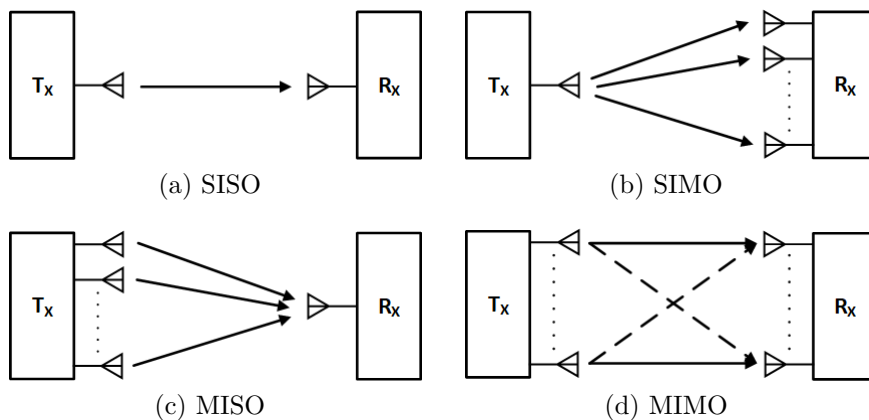 Tx Rx
(a) SISO
Tx Rx
(b) SIMO
Tx Rx
(c) MISO
Tx Rx
(d) MIMO